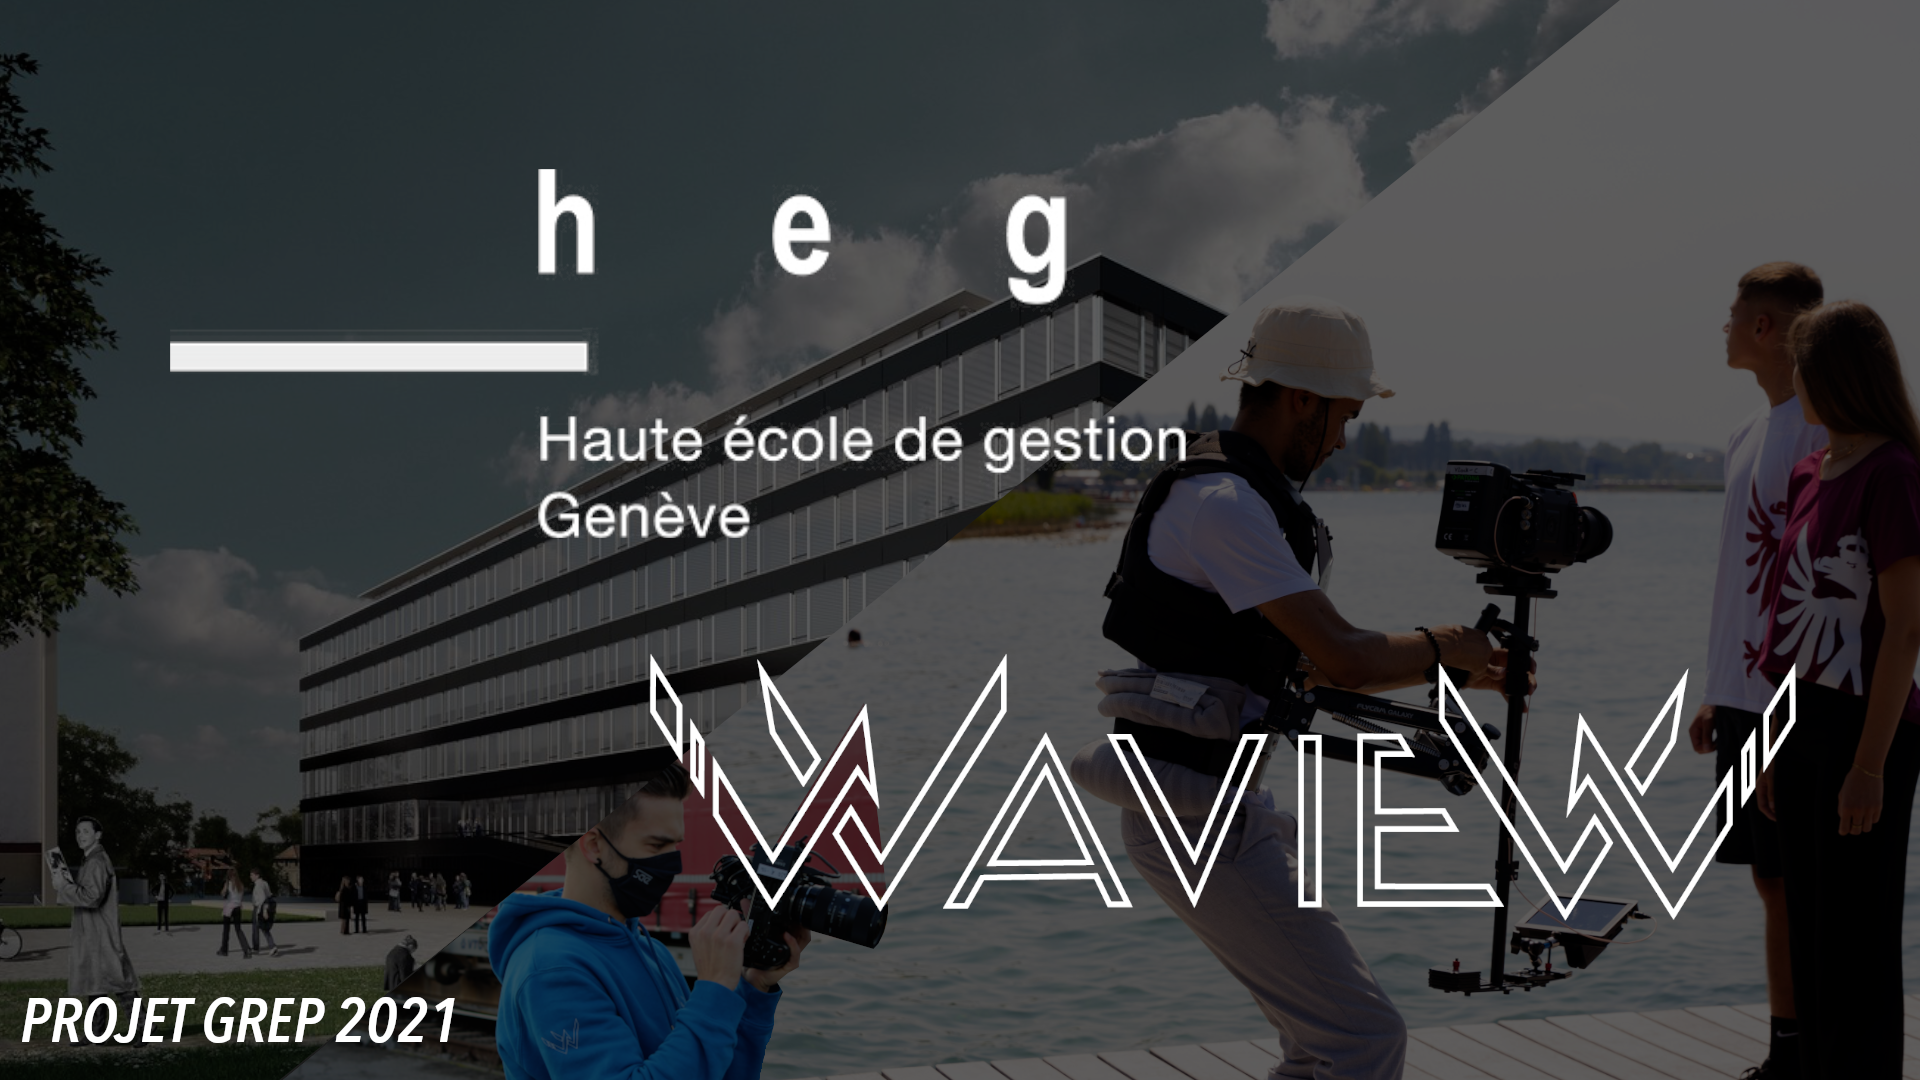 h e g
Haute école de gestion
Genève
WAVIEW
PROJET GREP 2021